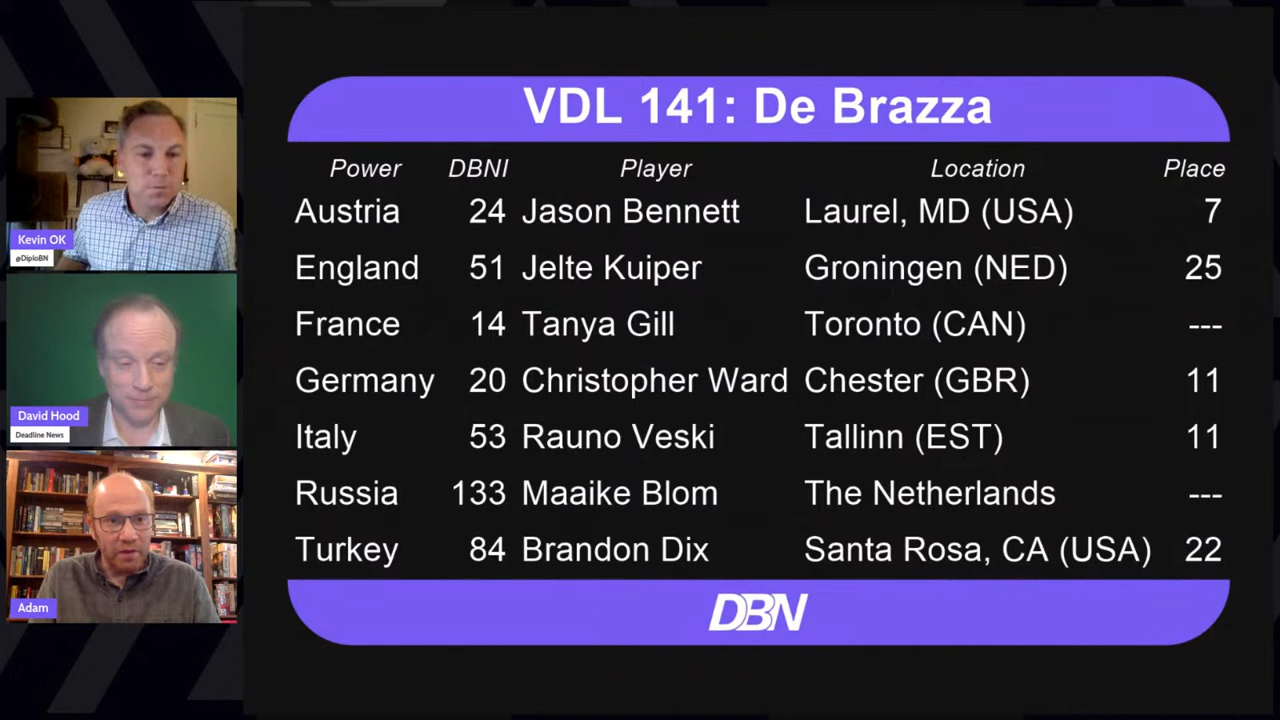 VDL 141: De Brazza
Power DBNI Player Location Place
Austria 24 Jason Bennett Laurel, MD (USA) 7
England 51 Jelte Kuiper Groningen (NED) 25
France 14 Tanya Gill Toronto (CAN) ---
Germany 20 Christopher Ward Chester (GBR) 11
Italy 53 Rauno Veski Tallinn (EST) 11
Russia 133 Maaike Blom The Netherlands ---
Turkey 84 Brandon Dix Santa Rosa, CA (USA) 22
DBN
Kevin OK
@DiploBN
David Hood
Deadline News
Adam